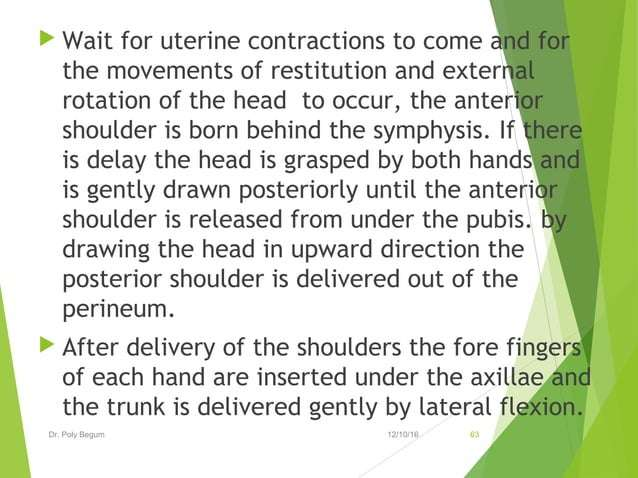 Wait for uterine contractions to come and for
the movements of restitution and external
rotation of the head to occur, the anterior
shoulder is born behind the symphysis. If there
is delay the head is grasped by both hands and
is gently drawn posteriorly until the anterior
shoulder is released from under the pubis. by
drawing the head in upward direction the
posterior shoulder is delivered out of the
perineum.
After delivery of the shoulders the fore fingers
of each hand are inserted under the axillae and
the trunk is delivered gently by lateral flexion.
Dr. Poly Begum 12/10/16 63